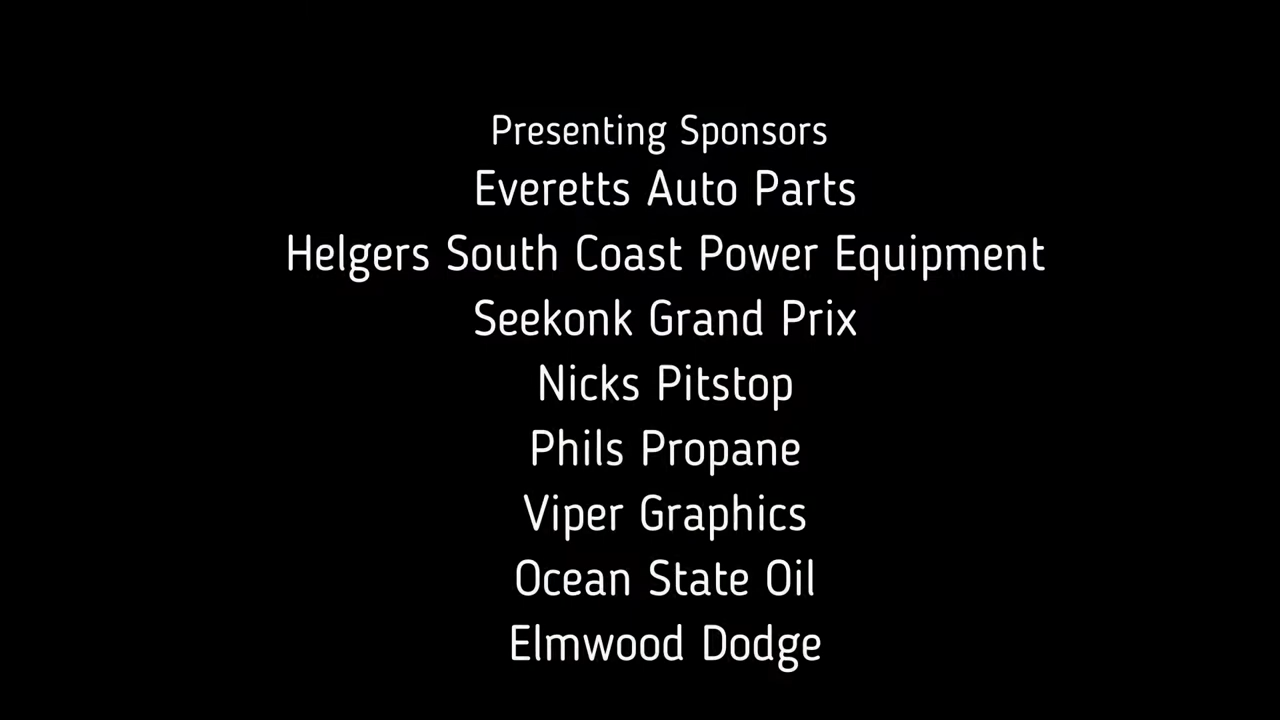 Presenting Sponsors
Everetts Auto Parts
Helgers South Coast Power Equipment
Seekonk Grand Prix
Nicks Pitstop
Phils Propane
Viper Graphics
Ocean State Oil
Elmwood Dodge